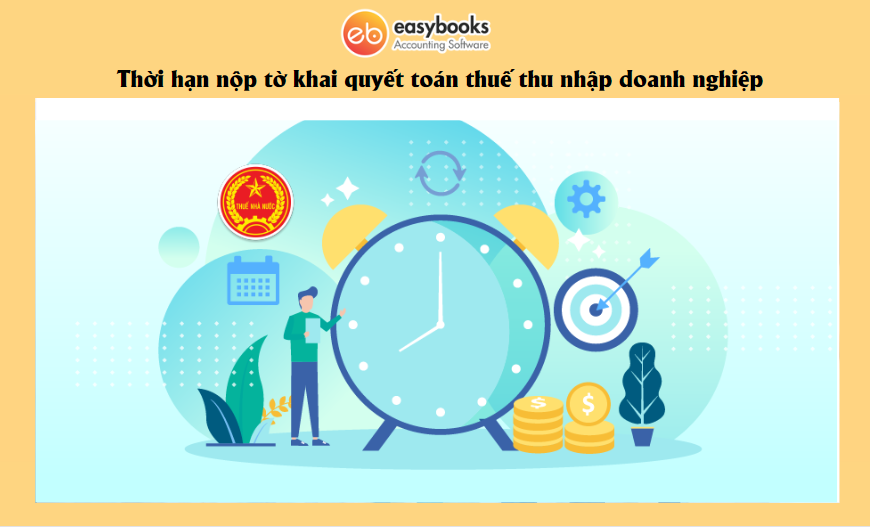 eb easybooks
Accounting Software
Thời hạn nộp tờ khai quyết toán thuế thu nhập doanh nghiệp
THUẾ NHÀ NƯỚC
$
$